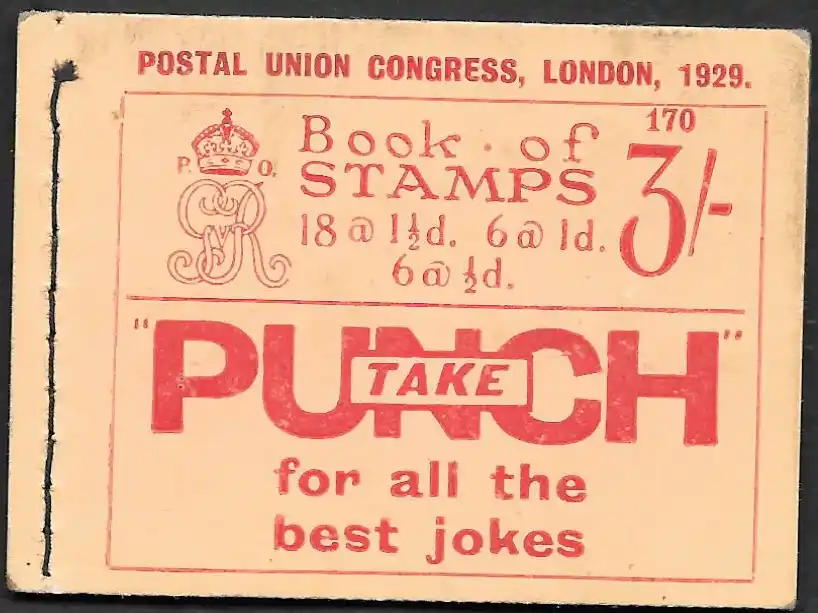 POSTAL UNION CONGRESS, LONDON, 1929.
170
P. O.
GRV
Book · of
STAMPS
3/-
18 @ 1½d. 6 @ 1d.
6 @ ½d.
"PUNCH"
TAKE
for all the
best jokes